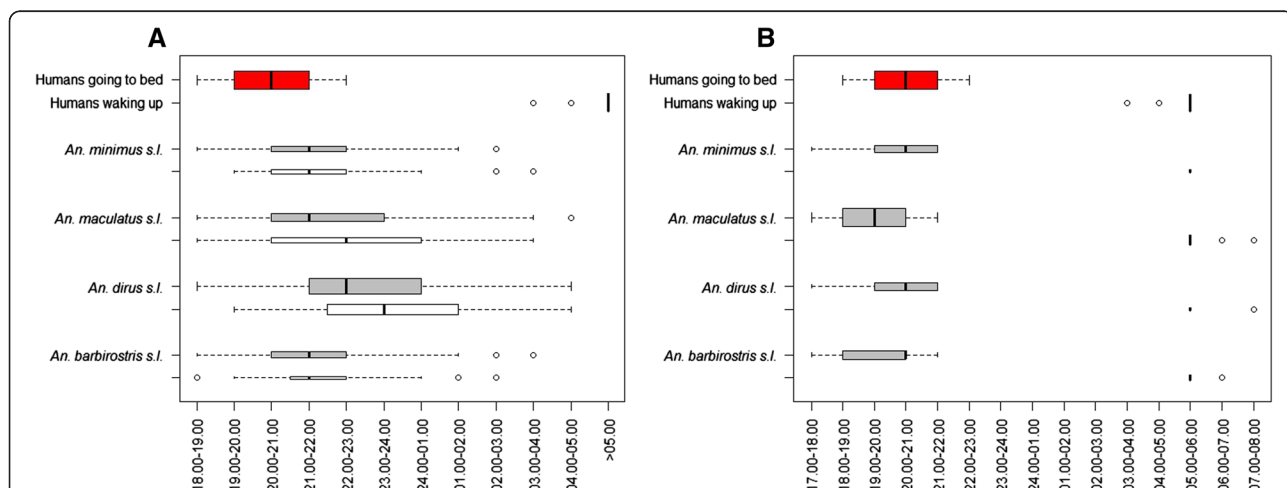 A
Humans going to bed
Humans waking up
An. minimus s.l.
An. maculatus s.l.
An. dirus s.l.
An. barbirostris s.l.
18.00-19.00
19.00-20.00
20.00-21.00
21.00-22.00
22.00-23.00
23.00-24.00
24.00-01.00
01.00-02.00
02.00-03.00
03.00-04.00
04.00-05.00
>05.00
B
Humans going to bed
Humans waking up
An. minimus s.l.
An. maculatus s.l.
An. dirus s.l.
An. barbirostris s.l.
17.00-18.00
18.00-19.00
19.00-20.00
20.00-21.00
21.00-22.00
22.00-23.00
23.00-24.00
24.00-01.00
01.00-02.00
02.00-03.00
03.00-04.00
04.00-05.00
05.00-06.00
06.00-07.00
07.00-08.00